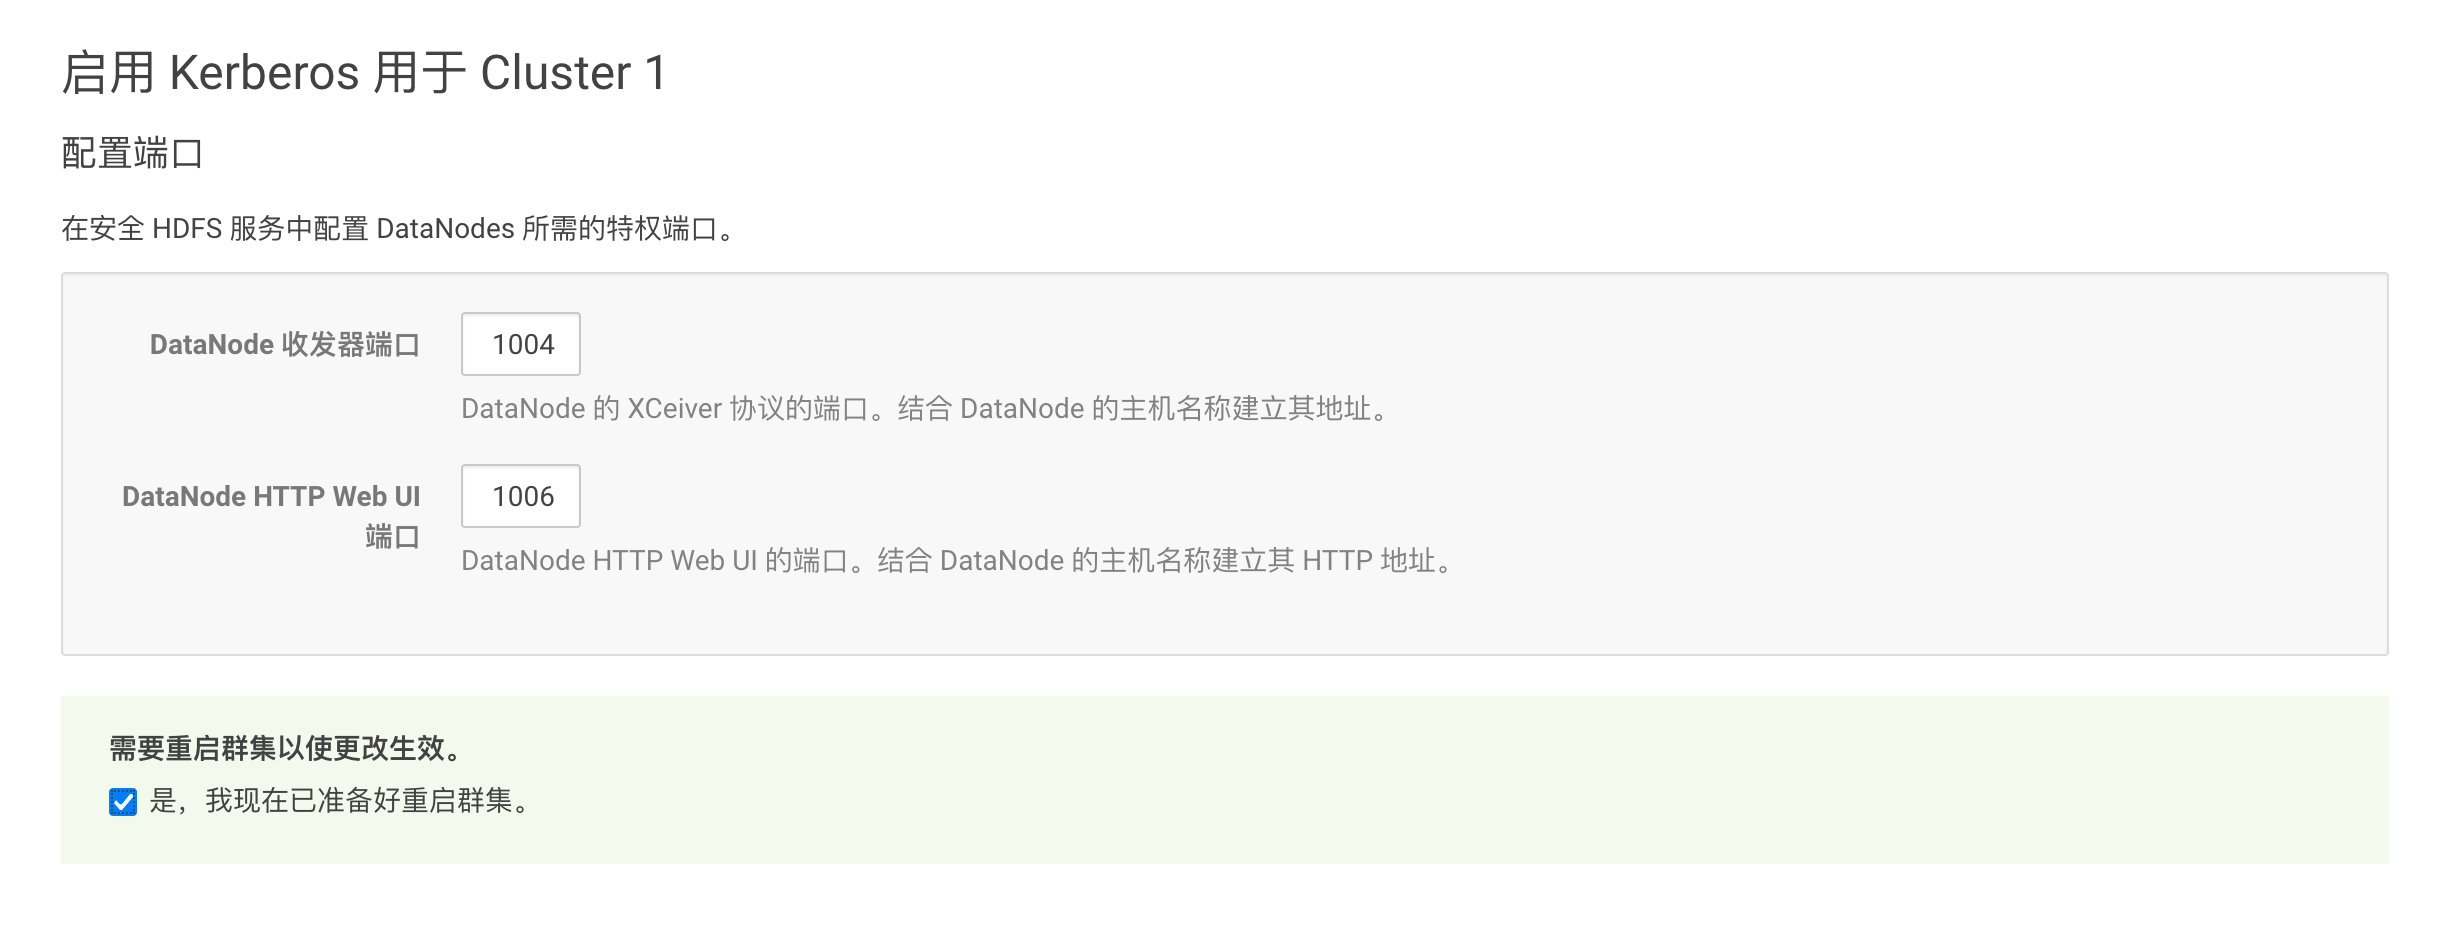 启用 Kerberos 用于 Cluster 1
配置端口
在安全 HDFS 服务中配置 DataNodes 所需的特权端口。
DataNode 收发器端口
1004
DataNode 的 XCeiver 协议的端口。结合 DataNode 的主机名称建立其地址。
DataNode HTTP Web UI
端口
1006
DataNode HTTP Web UI 的端口。结合 DataNode 的主机名称建立其 HTTP 地址。
需要重启群集以使更改生效。
是，我现在已准备好重启群集。